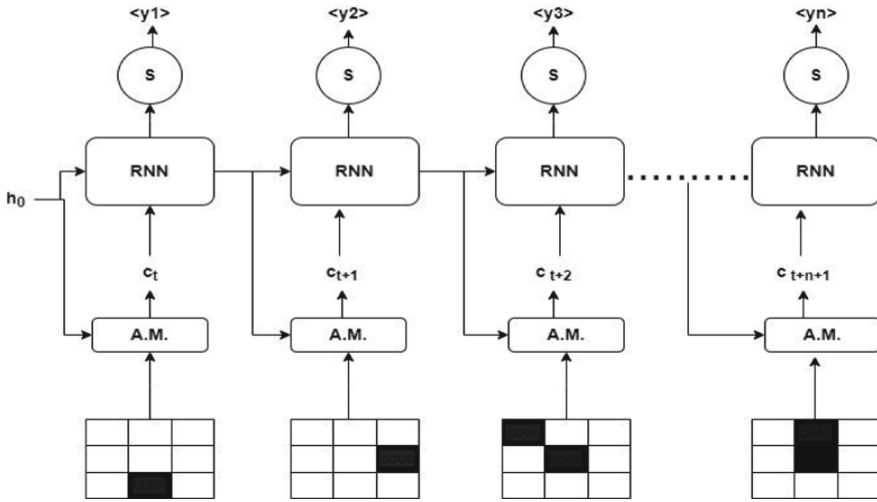 <y1> <y2> <y3> <yn>
S S S S
RNN RNN RNN RNN
h0
ct ct+1 c t+2 c t+n+1
A.M. A.M. A.M. A.M.